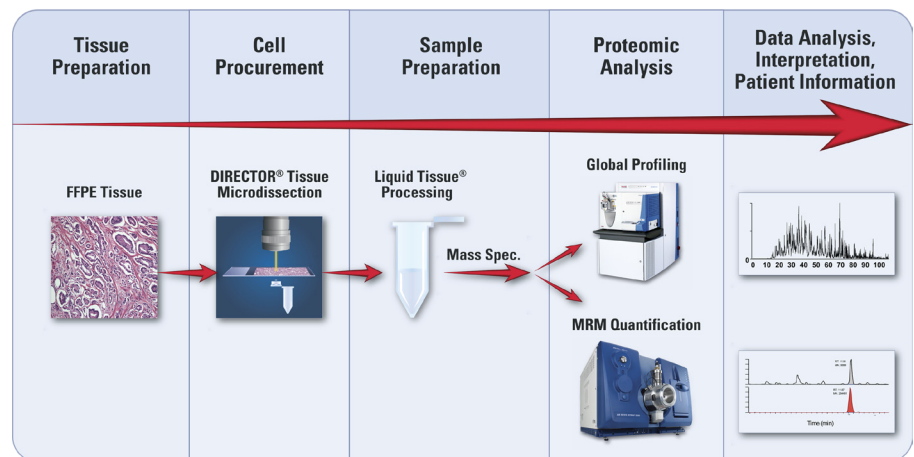 Tissue
Preparation
Cell
Procurement
Sample
Preparation
Proteomic
Analysis
Data Analysis,
Interpretation,
Patient Information
FFPE Tissue
DIRECTOR® Tissue
Microdissection
Liquid Tissue®
Processing
Mass Spec.
Global Profiling
MRM Quantification
0
0 10 20 30 40 50 60 70 80 90 100
Time (min)